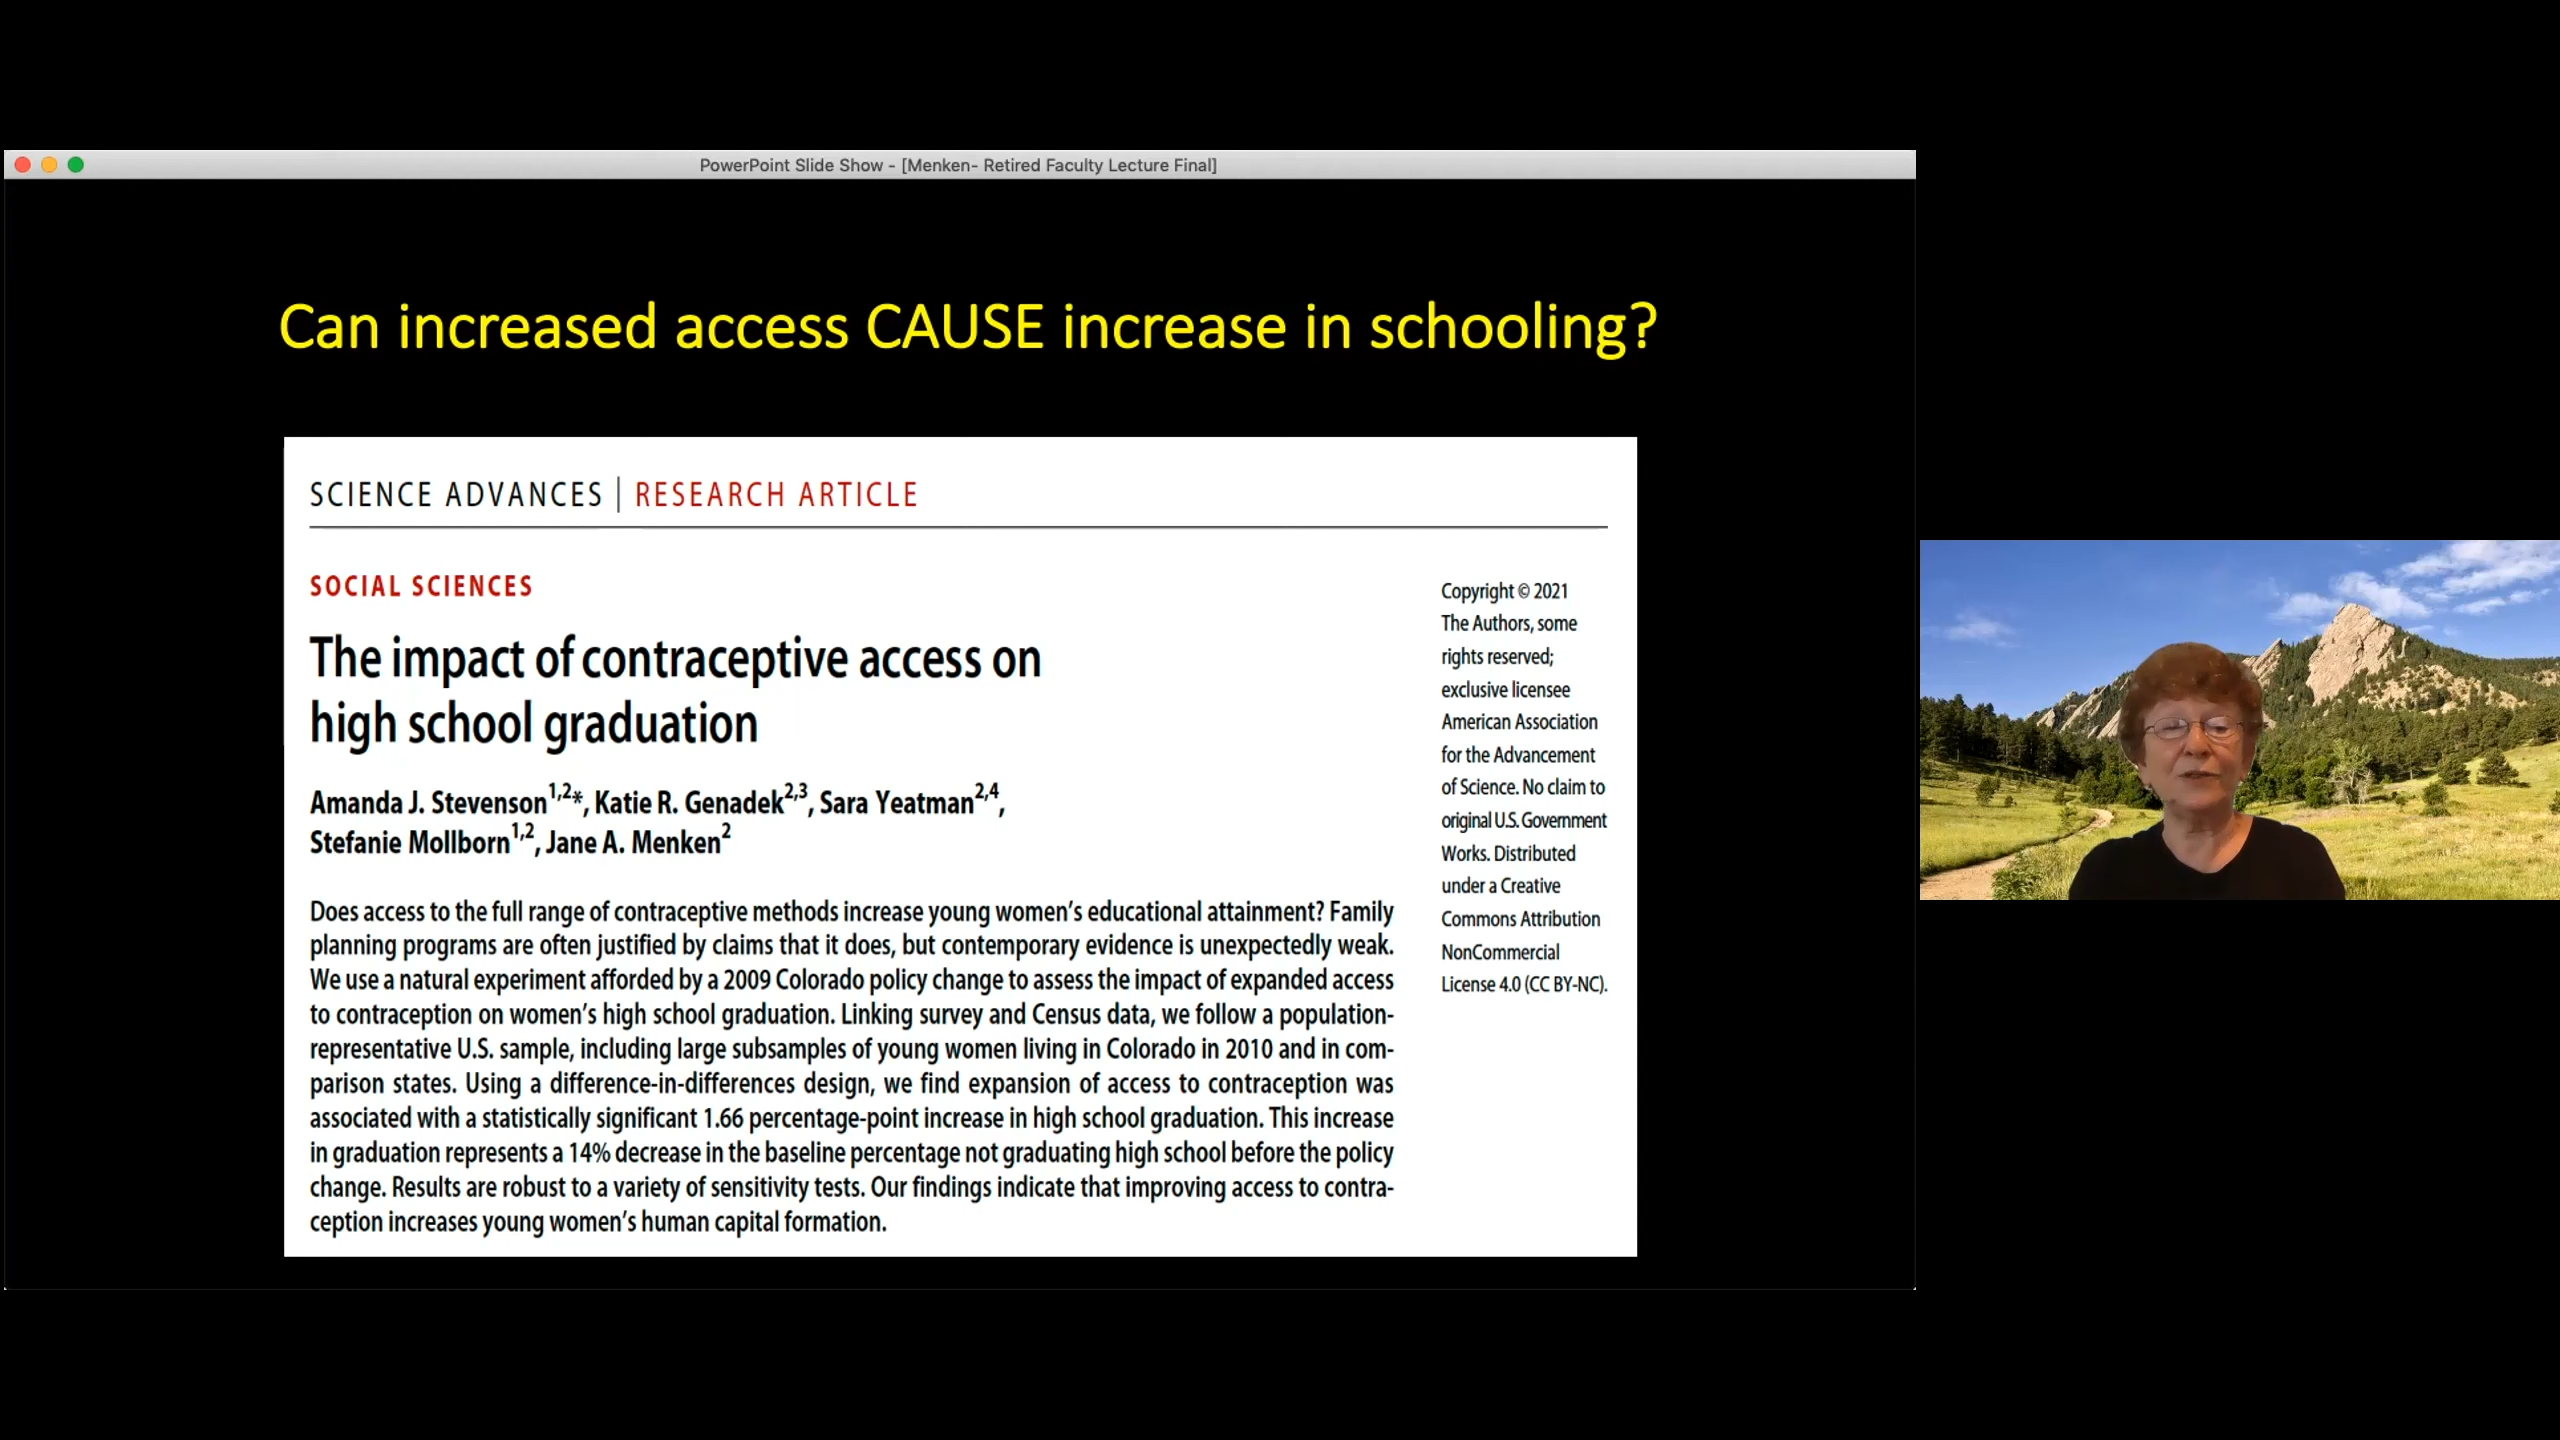 PowerPoint Slide Show - [Menken- Retired Faculty Lecture Final]
Can increased access CAUSE increase in schooling?
SCIENCE ADVANCES | RESEARCH ARTICLE
SOCIAL SCIENCES
The impact of contraceptive access on
high school graduation
Amanda J. Stevenson1,2*, Katie R. Genadek2,3, Sara Yeatman2,4,
Stefanie Mollborn1,2, Jane A. Menken2
Does access to the full range of contraceptive methods increase young women's educational attainment? Family
planning programs are often justified by claims that it does, but contemporary evidence is unexpectedly weak.
We use a natural experiment afforded by a 2009 Colorado policy change to assess the impact of expanded access
to contraception on women's high school graduation. Linking survey and Census data, we follow a population-
representative U.S. sample, including large subsamples of young women living in Colorado in 2010 and in com-
parison states. Using a difference-in-differences design, we find expansion of access to contraception was
associated with a statistically significant 1.66 percentage-point increase in high school graduation. This increase
in graduation represents a 14% decrease in the baseline percentage not graduating high school before the policy
change. Results are robust to a variety of sensitivity tests. Our findings indicate that improving access to contra-
ception increases young women's human capital formation.
Copyright © 2021
The Authors, some
rights reserved;
exclusive licensee
American Association
for the Advancement
of Science. No claim to
original U.S. Government
Works. Distributed
under a Creative
Commons Attribution
NonCommercial
License 4.0 (CC BY-NC).